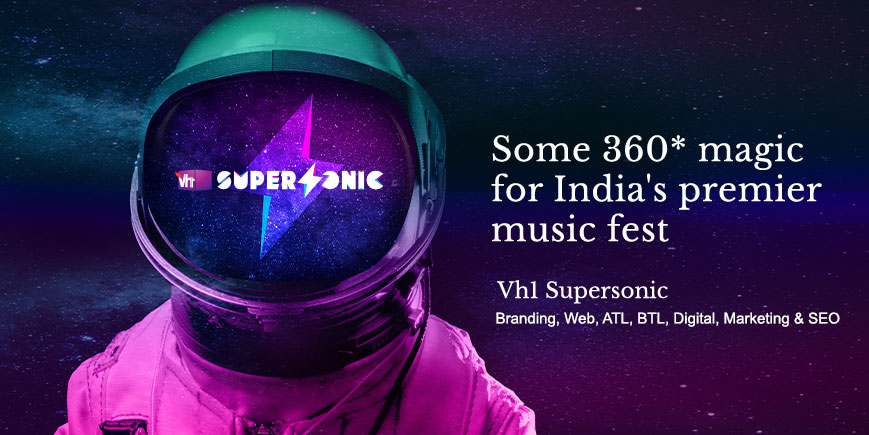 Vh1 SUPERSONIC
Some 360* magic
for India's premier
music fest
Vh1 Supersonic
Branding, Web, ATL, BTL, Digital, Marketing & SEO